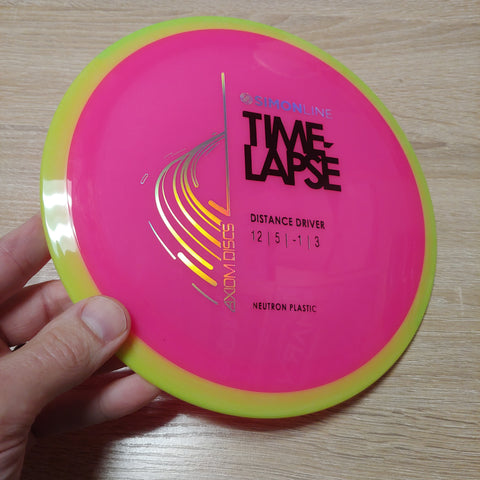 SIMONLINE
TIME-
LAPSE
DISTANCE DRIVER
12 | 5 | -1 | 3
AXIOM DISCS
NEUTRON PLASTIC